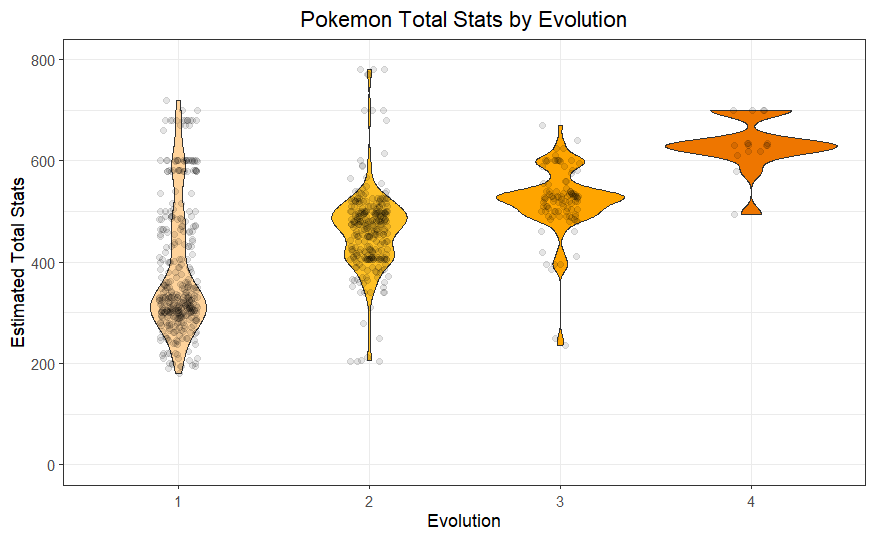 Pokemon Total Stats by Evolution
Estimated Total Stats
800
600
400
200
0
1 2 3 4
Evolution